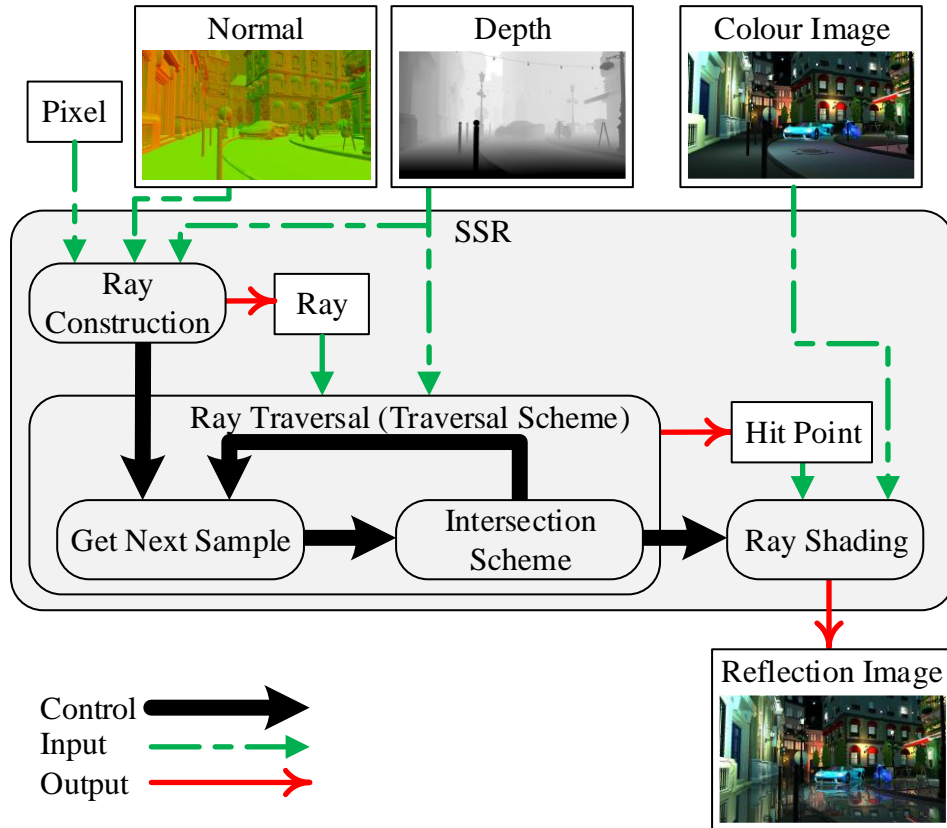 Normal
Depth
Colour Image
Pixel
SSR
Ray
Construction
Ray
Ray Traversal (Traversal Scheme)
Hit Point
Get Next Sample
Intersection
Scheme
Ray Shading
Reflection Image
Control
Input
Output